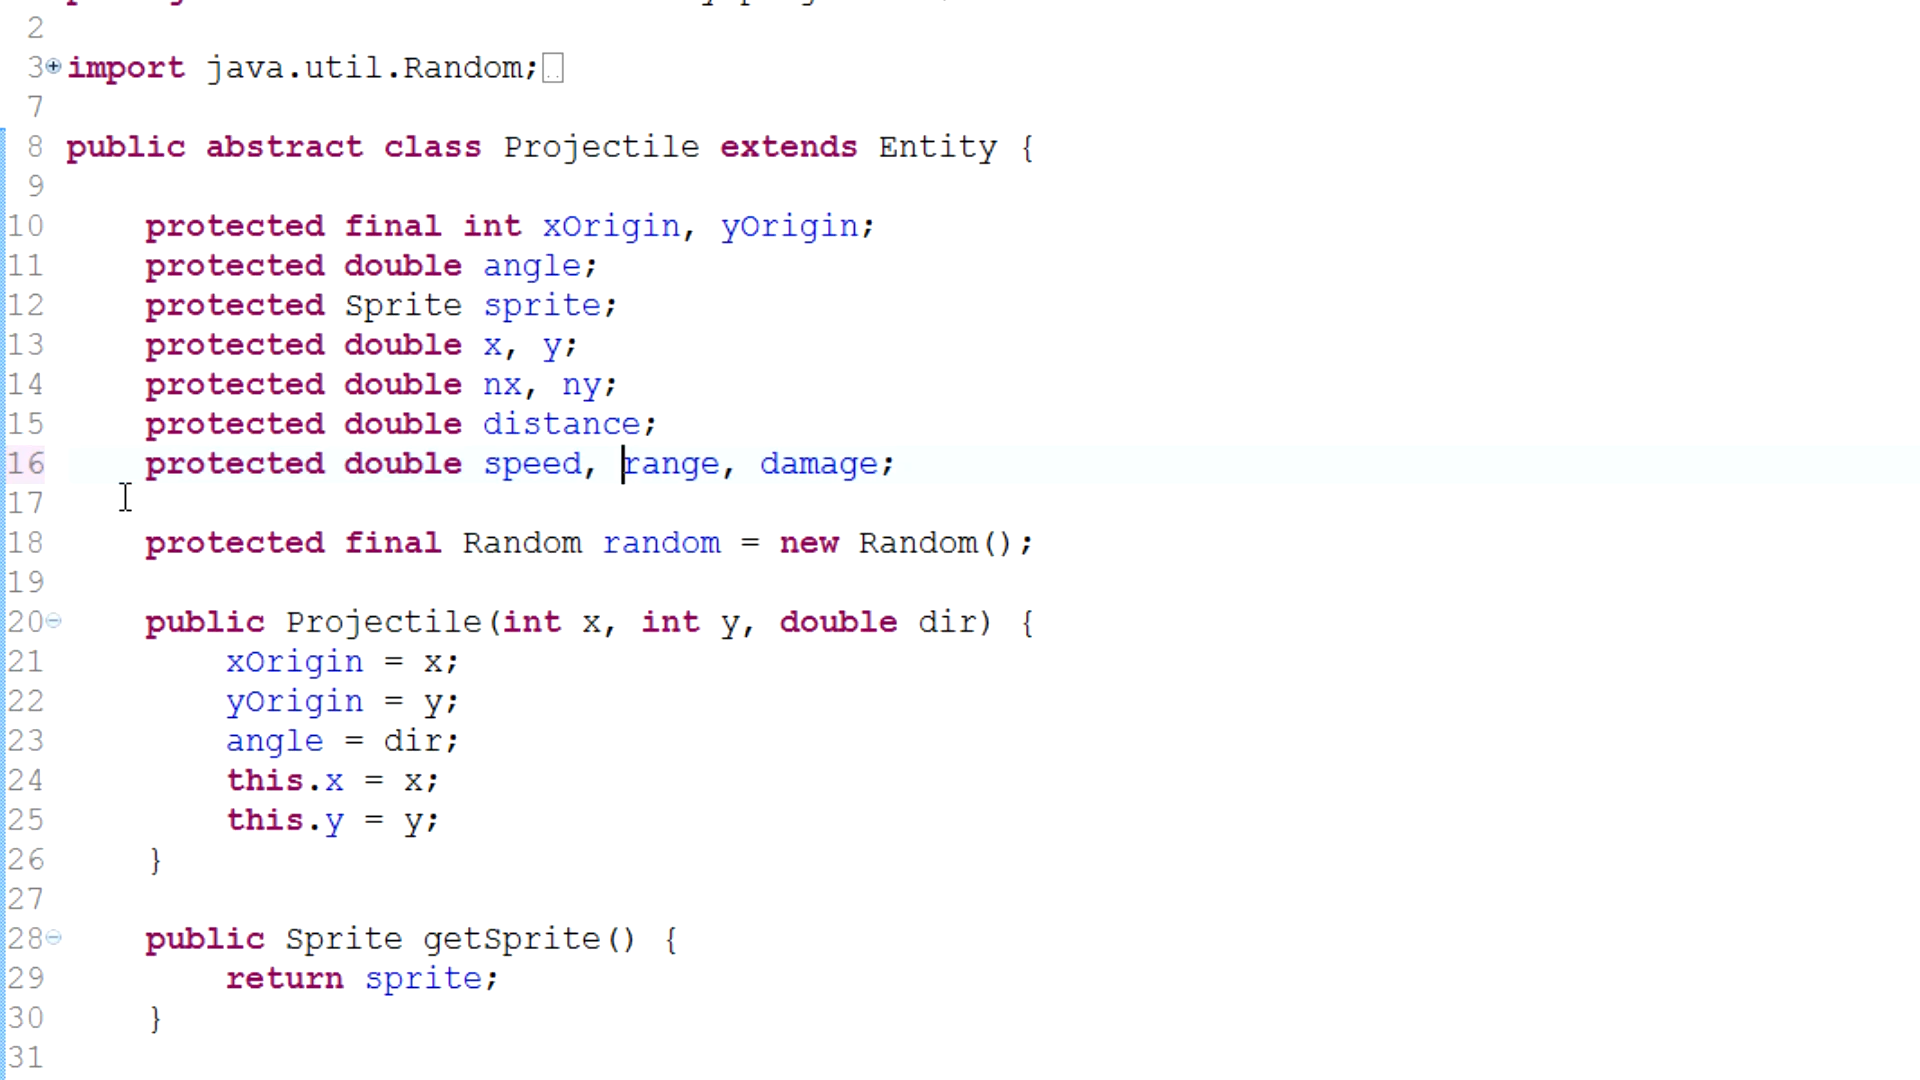 2
3 import java.util.Random;
7
8 public abstract class Projectile extends Entity {
9
10 protected final int xOrigin, yOrigin;
11 protected double angle;
12 protected Sprite sprite;
13 protected double x, y;
14 protected double nx, ny;
15 protected double distance;
16 protected double speed, range, damage;
17
18 protected final Random random = new Random();
19
20 public Projectile(int x, int y, double dir) {
21 xOrigin = x;
22 yOrigin = y;
23 angle = dir;
24 this.x = x;
25 this.y = y;
26 }
27
28 public Sprite getSprite() {
29 return sprite;
30 }
31